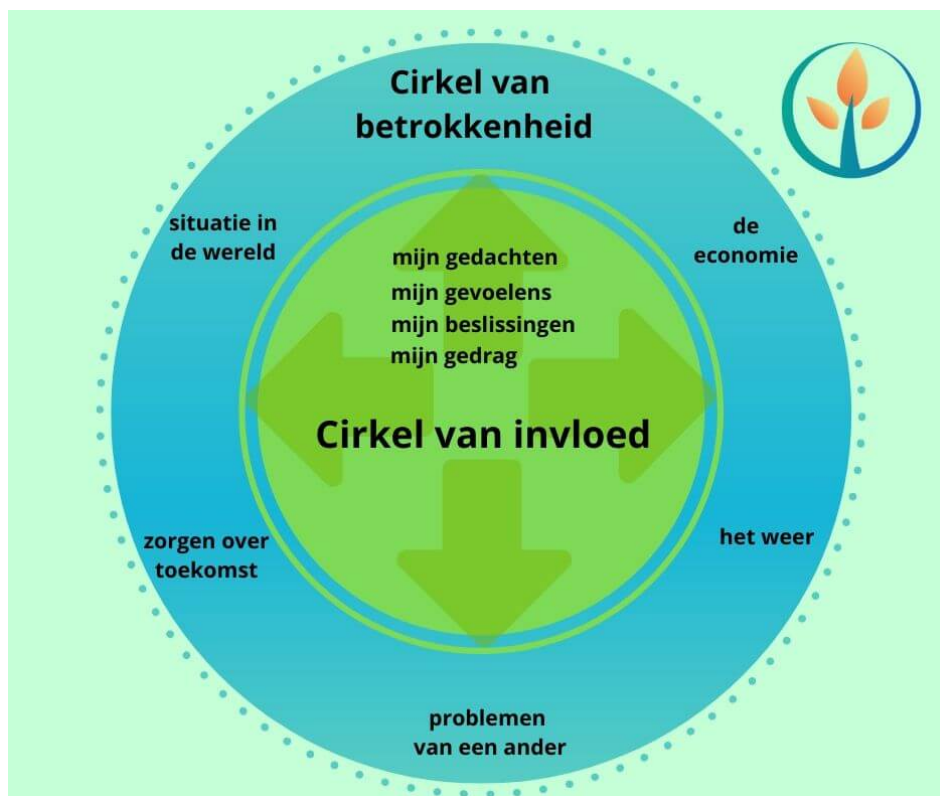 Cirkel van
betrokkenheid
situatie in
de wereld
de
economie
mijn gedachten
mijn gevoelens
mijn beslissingen
mijn gedrag
Cirkel van invloed
zorgen over
toekomst
het weer
problemen
van een ander